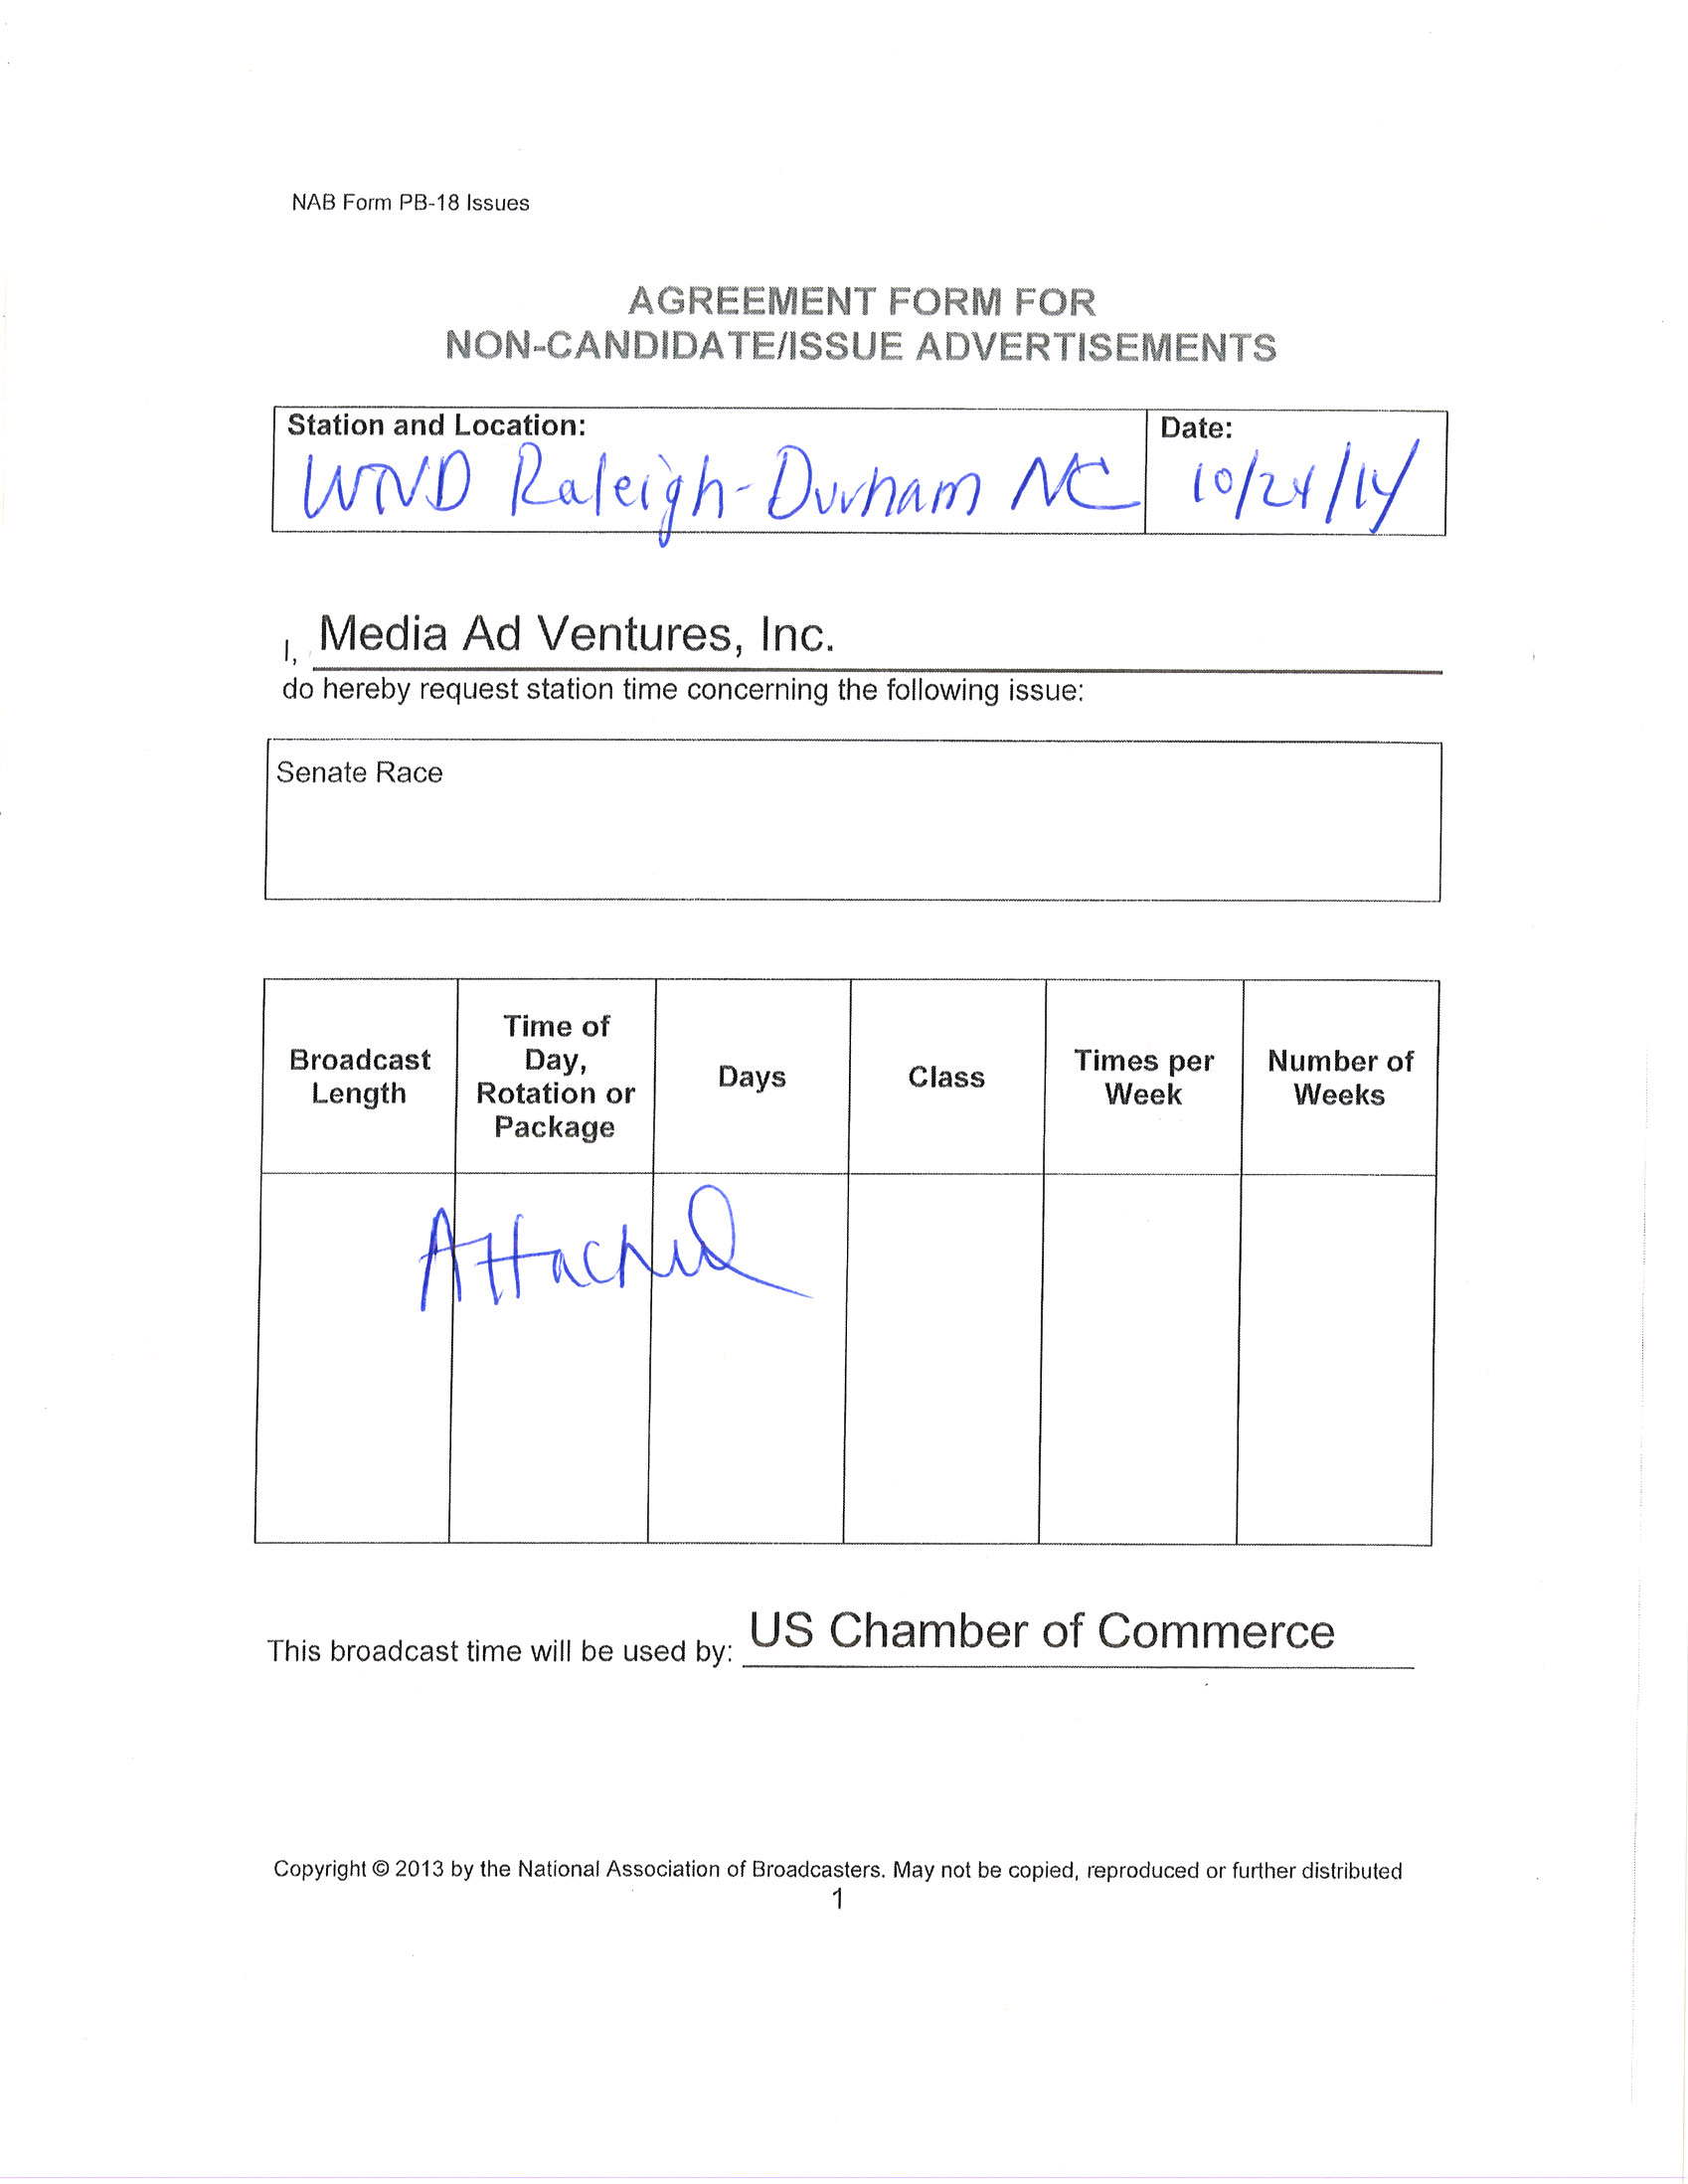 NAB Form PB-18 Issues
AGREEMENT FORM FOR
NON-CANDIDATE/ISSUE ADVERTISEMENTS
Station and Location:
Date:
Raleigh-Durham NC
10/24/14
I, Media Ad Ventures, Inc.
do hereby request station time concerning the following issue:
Senate Race
Broadcast Length
Time of Day, Rotation or Package
Days
Class
Times per Week
Number of Weeks
Attached
This broadcast time will be used by: US Chamber of Commerce
Copyright © 2013 by the National Association of Broadcasters. May not be copied, reproduced or further distributed
1